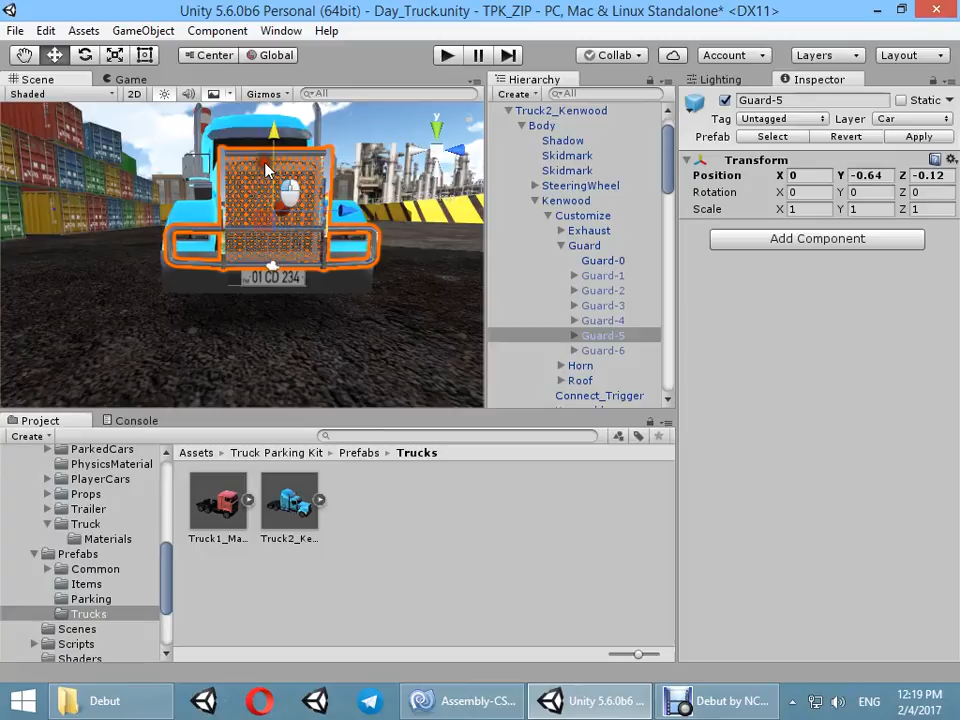 Unity 5.6.0b6 Personal (64bit) - Day_Truck.unity - TPK_ZIP - PC, Mac & Linux Standalone* <DX11>
File Edit Assets GameObject Component Window Help
Center Global Collab Account Layers Layout
Scene Game Hierarchy Lighting Inspector
Shaded 2D Gizmos All Create All
Guard-5 Static
Tag Untagged Layer Car
Prefab Select Revert Apply
Transform
Position X 0 Y -0.64 Z -0.12
Rotation X 0 Y 0 Z 0
Scale X 1 Y 1 Z 1
Add Component
Truck2_Kenwood
Body
Shadow
Skidmark
Skidmark
SteeringWheel
Kenwood
Customize
Exhaust
Guard
Guard-0
Guard-1
Guard-2
Guard-3
Guard-4
Guard-5
Guard-6
Horn
Roof
Connect_Trigger
y
01 CD 234
Project Console
Create
Assets Truck Parking Kit Prefabs Trucks
ParkedCars
PhysicsMaterial
PlayerCars
Props
Trailer
Truck
Materials
Prefabs
Common
Items
Parking
Trucks
Scenes
Scripts
Shaders
Truck1_Ma... Truck2_Ke...
Debut Assembly-CS... Unity 5.6.0b6 ... Debut by NC... ENG
12:19 PM
2/4/2017